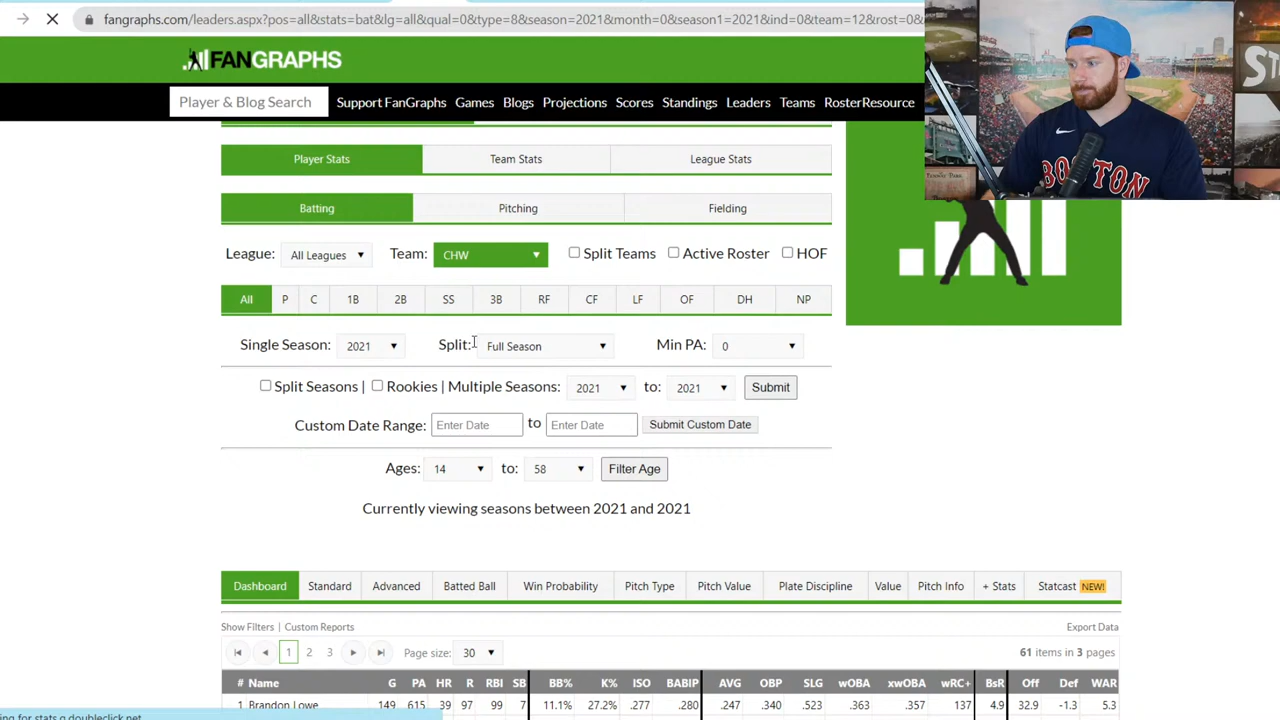 fangraphs.com/leaders.aspx?pos=all&stats=bat&lg=all&qual=0&type=8&season=2021&month=0&season1=2021&ind=0&team=12&rost=0&
FANGRAPHS
Player & Blog Search Support FanGraphs Games Blogs Projections Scores Standings Leaders Teams RosterResource
BOSTON
Player Stats Team Stats League Stats
Batting Pitching Fielding
League: All Leagues Team: CHW Split Teams Active Roster HOF
All P C 1B 2B SS 3B RF CF LF OF DH NP
Single Season: 2021 Split: Full Season Min PA: 0
Split Seasons | Rookies | Multiple Seasons: 2021 to: 2021 Submit
Custom Date Range: Enter Date to Enter Date Submit Custom Date
Ages: 14 to: 58 Filter Age
Currently viewing seasons between 2021 and 2021
Dashboard Standard Advanced Batted Ball Win Probability Pitch Type Pitch Value Plate Discipline Value Pitch Info + Stats Statcast NEW!
Show Filters | Custom Reports Export Data
1 2 3 Page size: 30 61 items in 3 pages
# Name G PA HR R RBI SB BB% K% ISO BABIP AVG OBP SLG wOBA xwOBA wRC+ BsR Off Def WAR
1 Brandon Lowe 149 615 39 97 99 7 11.1% 27.2% .277 .280 .247 .340 .523 .363 .357 137 4.9 32.9 -1.3 5.3
ing for stats.g.doubleclick.net